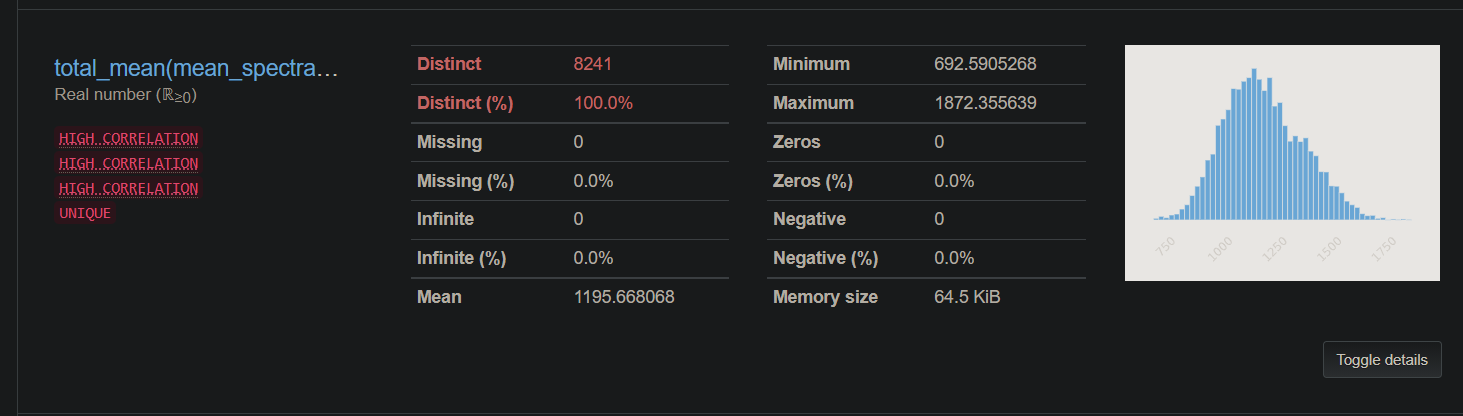 total_mean(mean_spectra…
Real number (ℝ≥0)
HIGH CORRELATION
HIGH CORRELATION
HIGH CORRELATION
UNIQUE
Distinct 8241
Distinct (%) 100.0%
Missing 0
Missing (%) 0.0%
Infinite 0
Infinite (%) 0.0%
Mean 1195.668068
Minimum 692.5905268
Maximum 1872.355639
Zeros 0
Zeros (%) 0.0%
Negative 0
Negative (%) 0.0%
Memory size 64.5 KiB
750 1000 1250 1500 1750
Toggle details